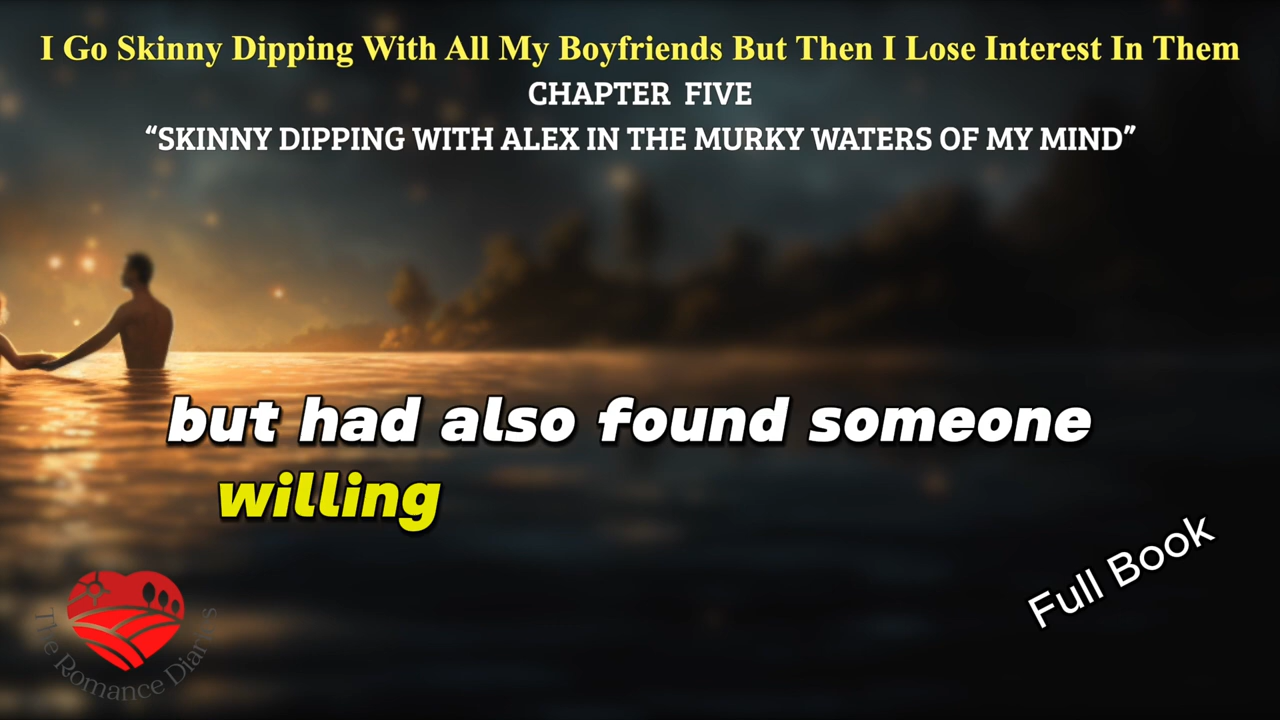 I Go Skinny Dipping With All My Boyfriends But Then I Lose Interest In Them
CHAPTER FIVE
“SKINNY DIPPING WITH ALEX IN THE MURKY WATERS OF MY MIND”
but had also found someone
willing
Full Book
The Romance Diaries